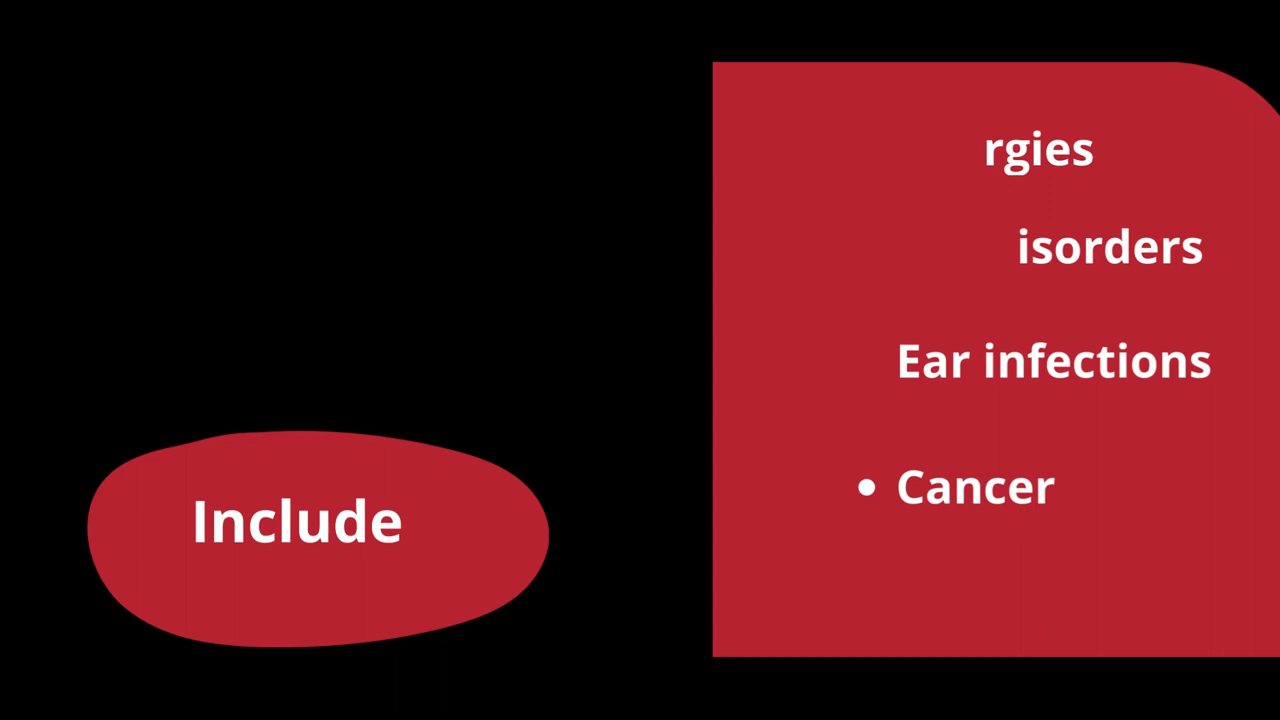 rgies
isorders
Ear infections
Include
• Cancer